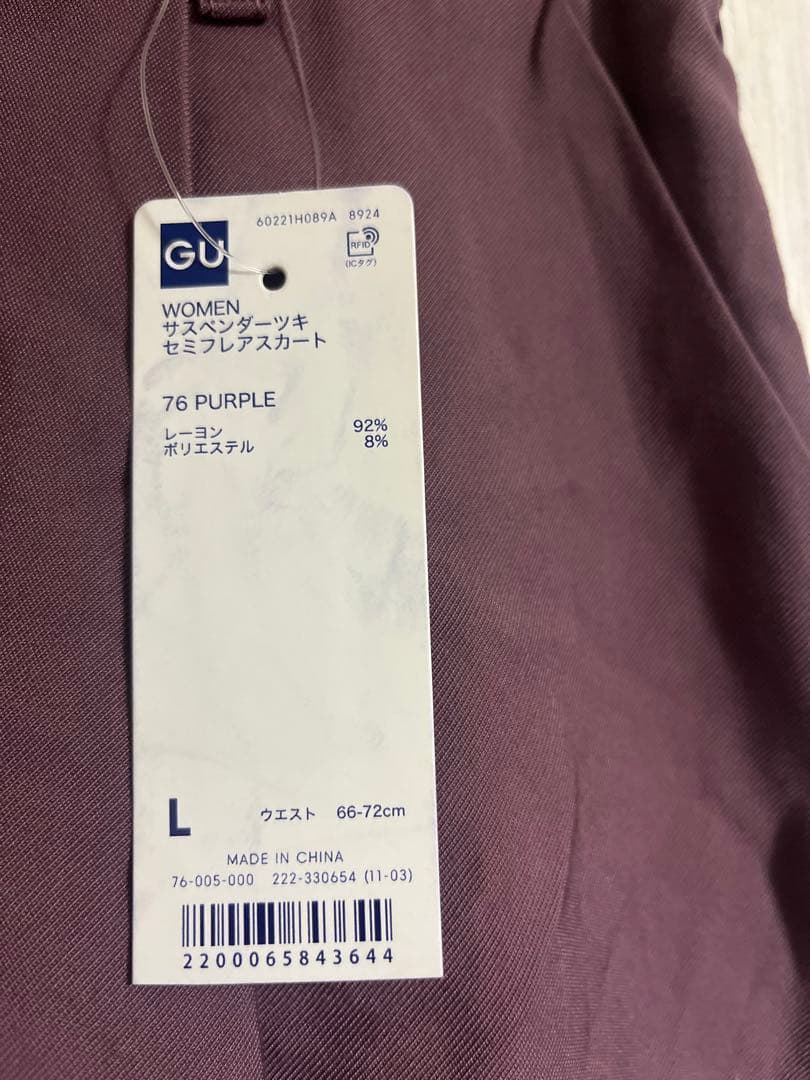 60221H089A 8924
GU
RFID
(ICタグ)
WOMEN
サスペンダーツキ
セミフレアスカート
76 PURPLE
レーヨン 92%
ポリエステル 8%
L ウエスト 66-72cm
MADE IN CHINA
76-005-000 222-330654 (11-03)
2200065843644